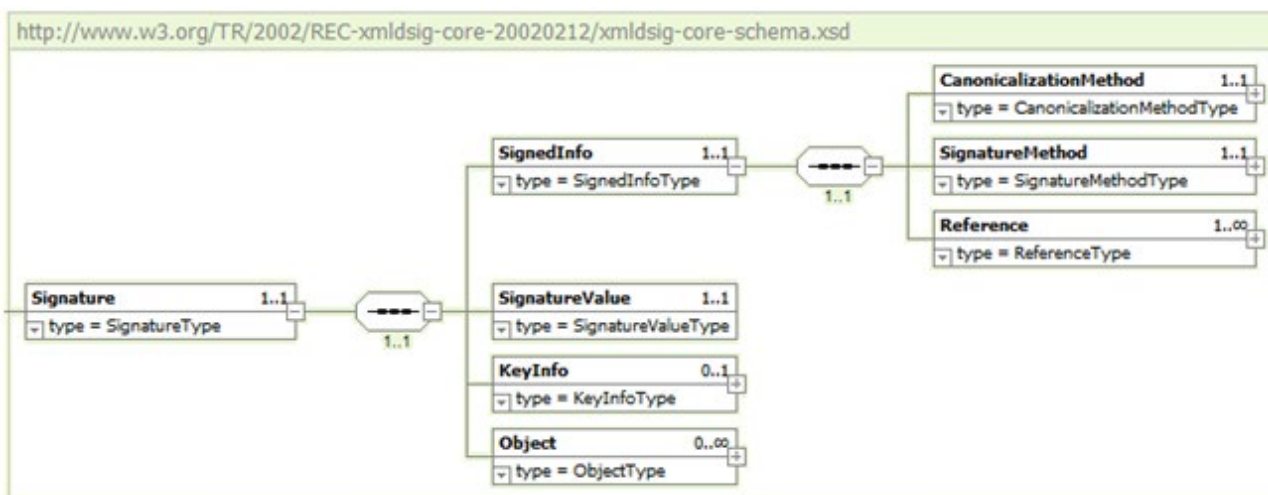 http://www.w3.org/TR/2002/REC-xmldsig-core-20020212/xmldsig-core-schema.xsd
CanonicalizationMethod 1..1
type = CanonicalizationMethodType
SignedInfo 1..1
type = SignedInfoType
1..1
SignatureMethod 1..1
type = SignatureMethodType
Reference 1..∞
type = ReferenceType
Signature 1..1
type = SignatureType
1..1
SignatureValue 1..1
type = SignatureValueType
KeyInfo 0..1
type = KeyInfoType
Object 0..∞
type = ObjectType